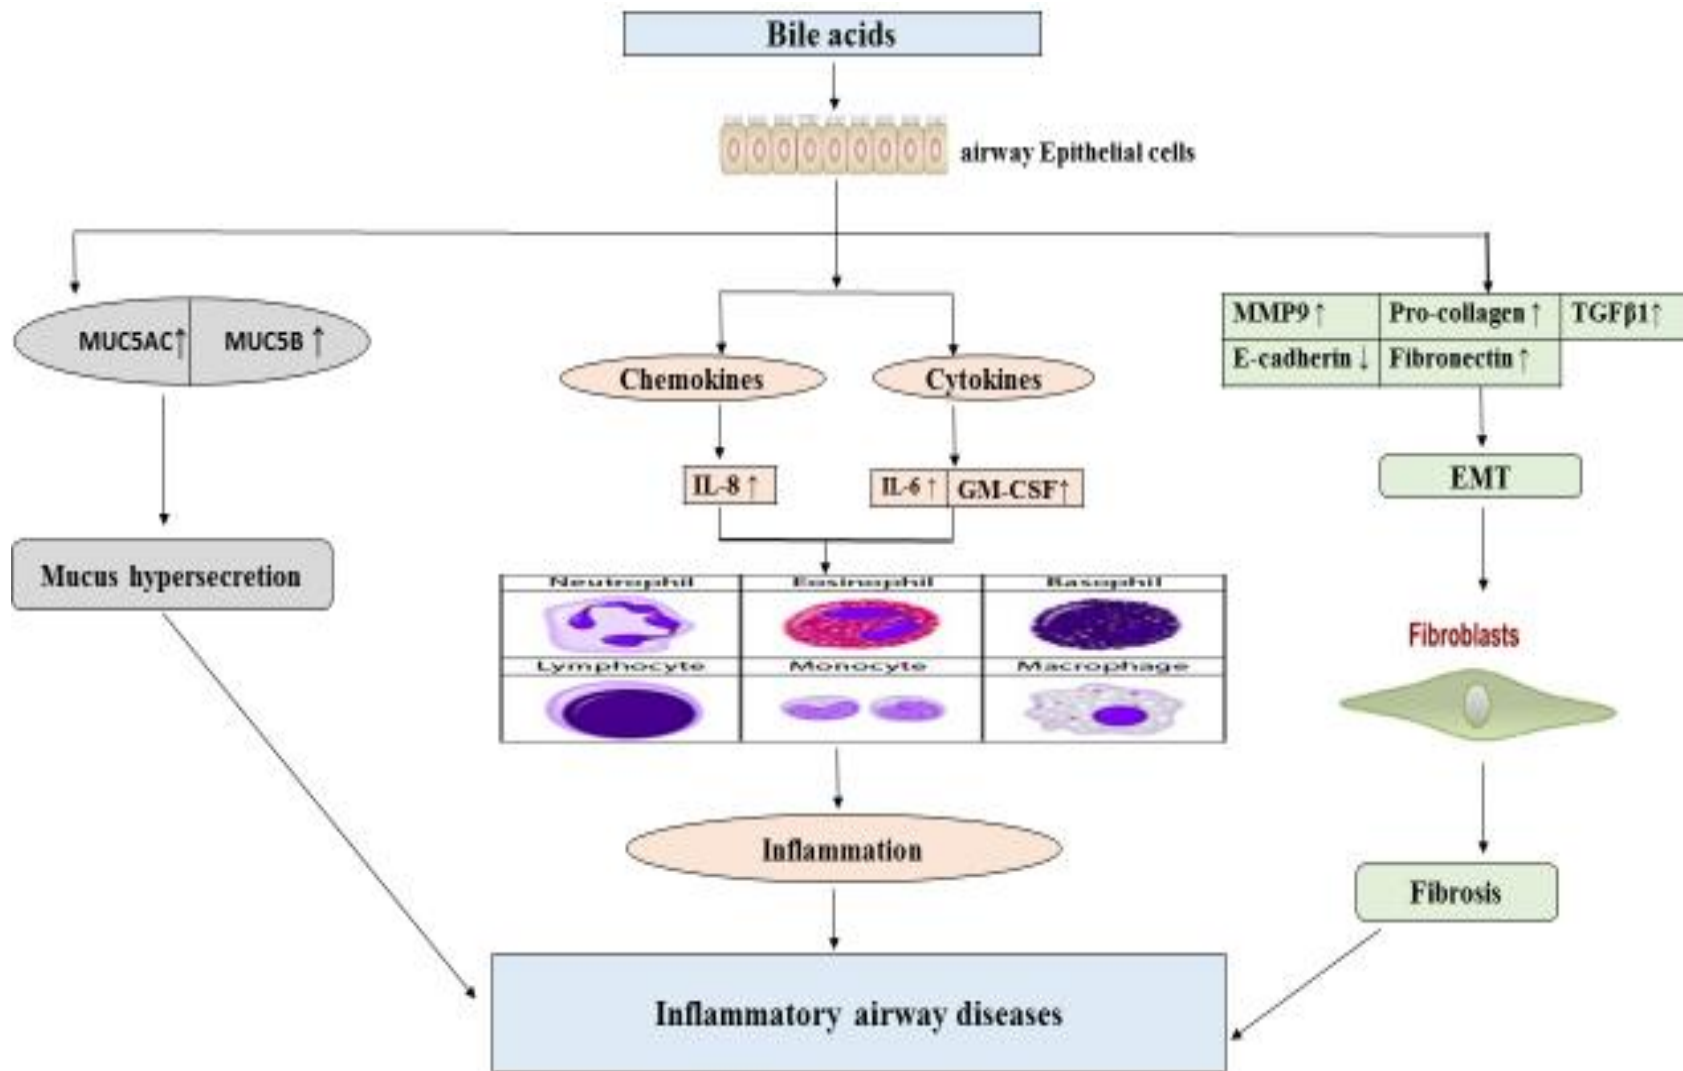 Bile acids
airway Epithelial cells
MUC5AC↑ MUC5B ↑
Chemokines
Cytokines
MMP9 ↑ Pro-collagen ↑ TGFβ1↑
E-cadherin ↓ Fibronectin ↑
IL-8 ↑
IL-6 ↑ GM-CSF↑
EMT
Mucus hypersecretion
Neutrophil Eosinophil Basophil
Lymphocyte Monocyte Macrophage
Fibroblasts
Inflammation
Fibrosis
Inflammatory airway diseases